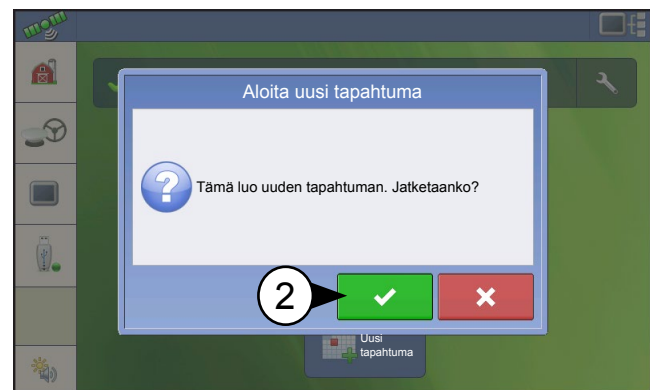 Aloita uusi tapahtuma
Tämä luo uuden tapahtuman. Jatketaanko?
2
Uusi
tapahtuma